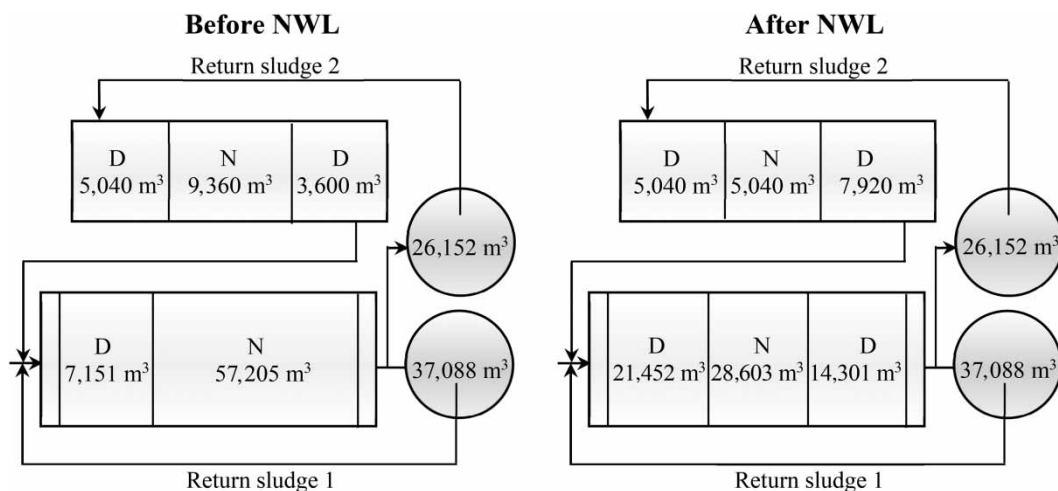 Before NWL
Return sludge 2
D N D
5,040 m³ 9,360 m³ 3,600 m³
26,152 m³
D N
7,151 m³ 57,205 m³
37,088 m³
Return sludge 1
After NWL
Return sludge 2
D N D
5,040 m³ 5,040 m³ 7,920 m³
26,152 m³
D N D
21,452 m³ 28,603 m³ 14,301 m³
37,088 m³
Return sludge 1